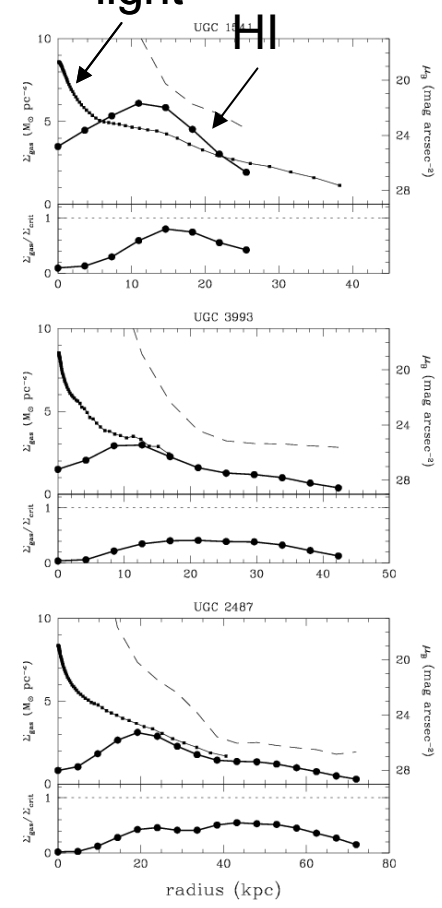 light
UGC 1541
HI
10
5
0
Σgas (M⊙ pc⁻²)
20
24
28
μB (mag arcsec⁻²)
1
0
Σgas/Σcrit
0 10 20 30 40
UGC 3993
10
5
0
Σgas (M⊙ pc⁻²)
20
24
28
μB (mag arcsec⁻²)
1
0
Σgas/Σcrit
0 10 20 30 40 50
UGC 2487
10
5
0
Σgas (M⊙ pc⁻²)
20
24
28
μB (mag arcsec⁻²)
1
0
Σgas/Σcrit
0 20 40 60 80
radius (kpc)